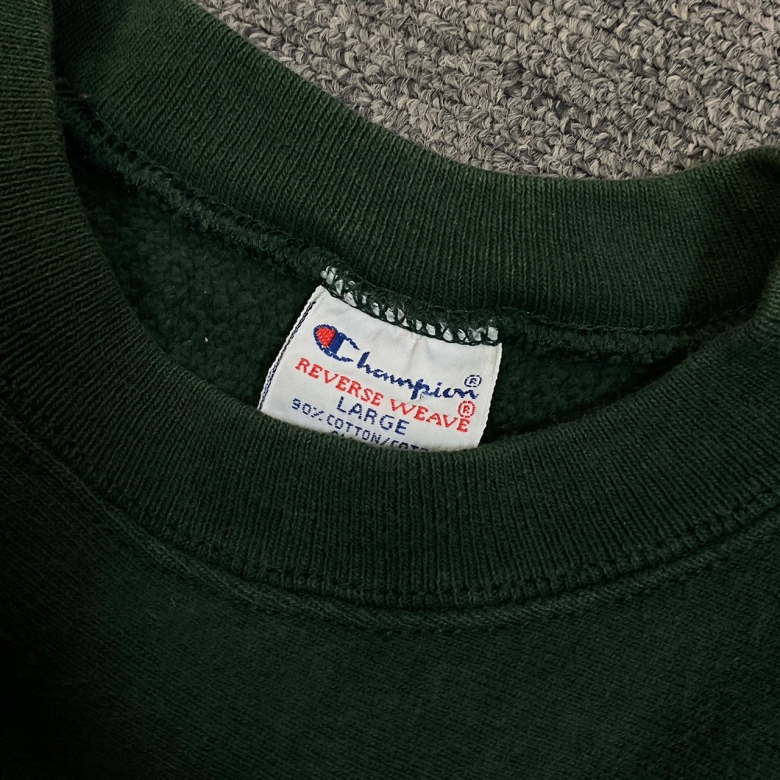 Champion®
REVERSE WEAVE®
LARGE
90% COTTON/